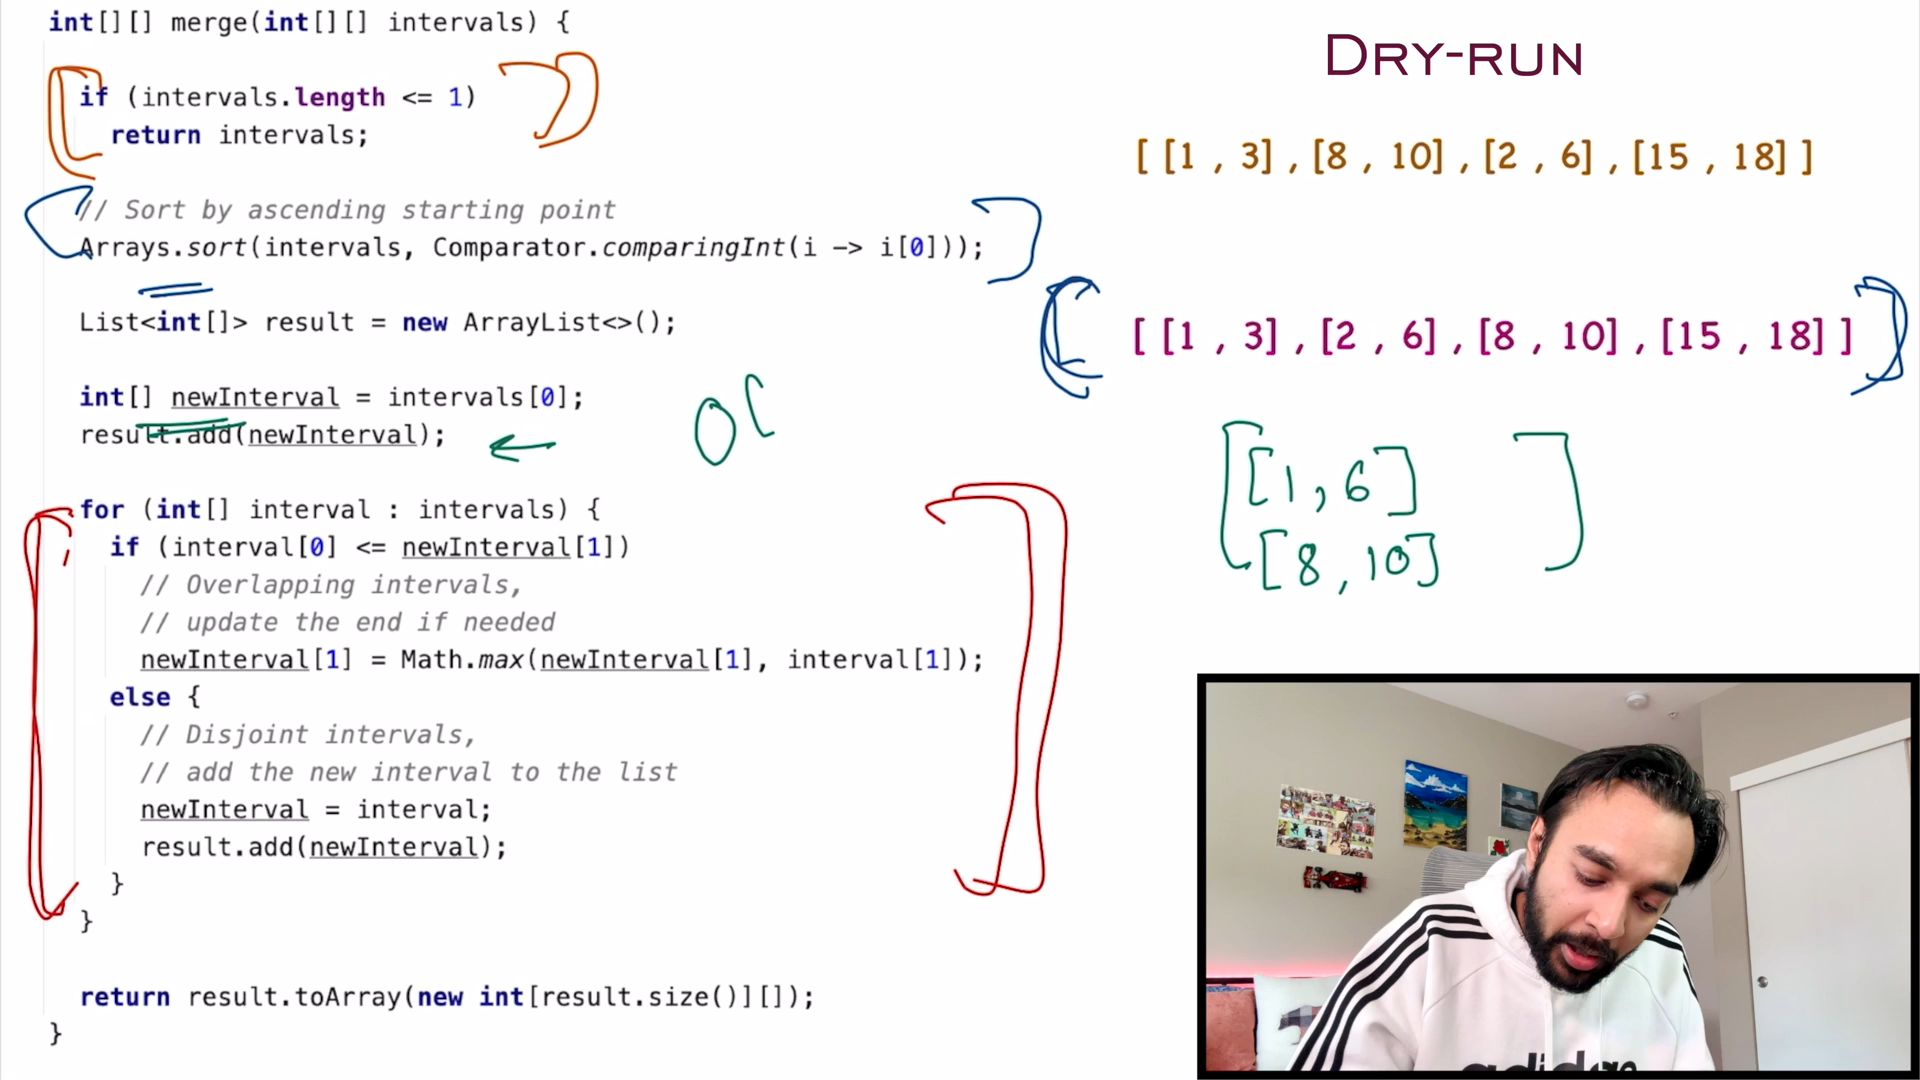 int[][] merge(int[][] intervals) {
if (intervals.length <= 1)
return intervals;
// Sort by ascending starting point
Arrays.sort(intervals, Comparator.comparingInt(i -> i[0]));
List<int[]> result = new ArrayList<>();
int[] newInterval = intervals[0];
result.add(newInterval);
for (int[] interval : intervals) {
if (interval[0] <= newInterval[1])
// Overlapping intervals,
// update the end if needed
newInterval[1] = Math.max(newInterval[1], interval[1]);
else {
// Disjoint intervals,
// add the new interval to the list
newInterval = interval;
result.add(newInterval);
}
}
return result.toArray(new int[result.size()][]);
}
O(
DRY-RUN
[ [1 , 3] , [8 , 10] , [2 , 6] , [15 , 18] ]
[ [1 , 3] , [2 , 6] , [8 , 10] , [15 , 18] ]
[ [1, 6] ]
[8, 10]
adidas